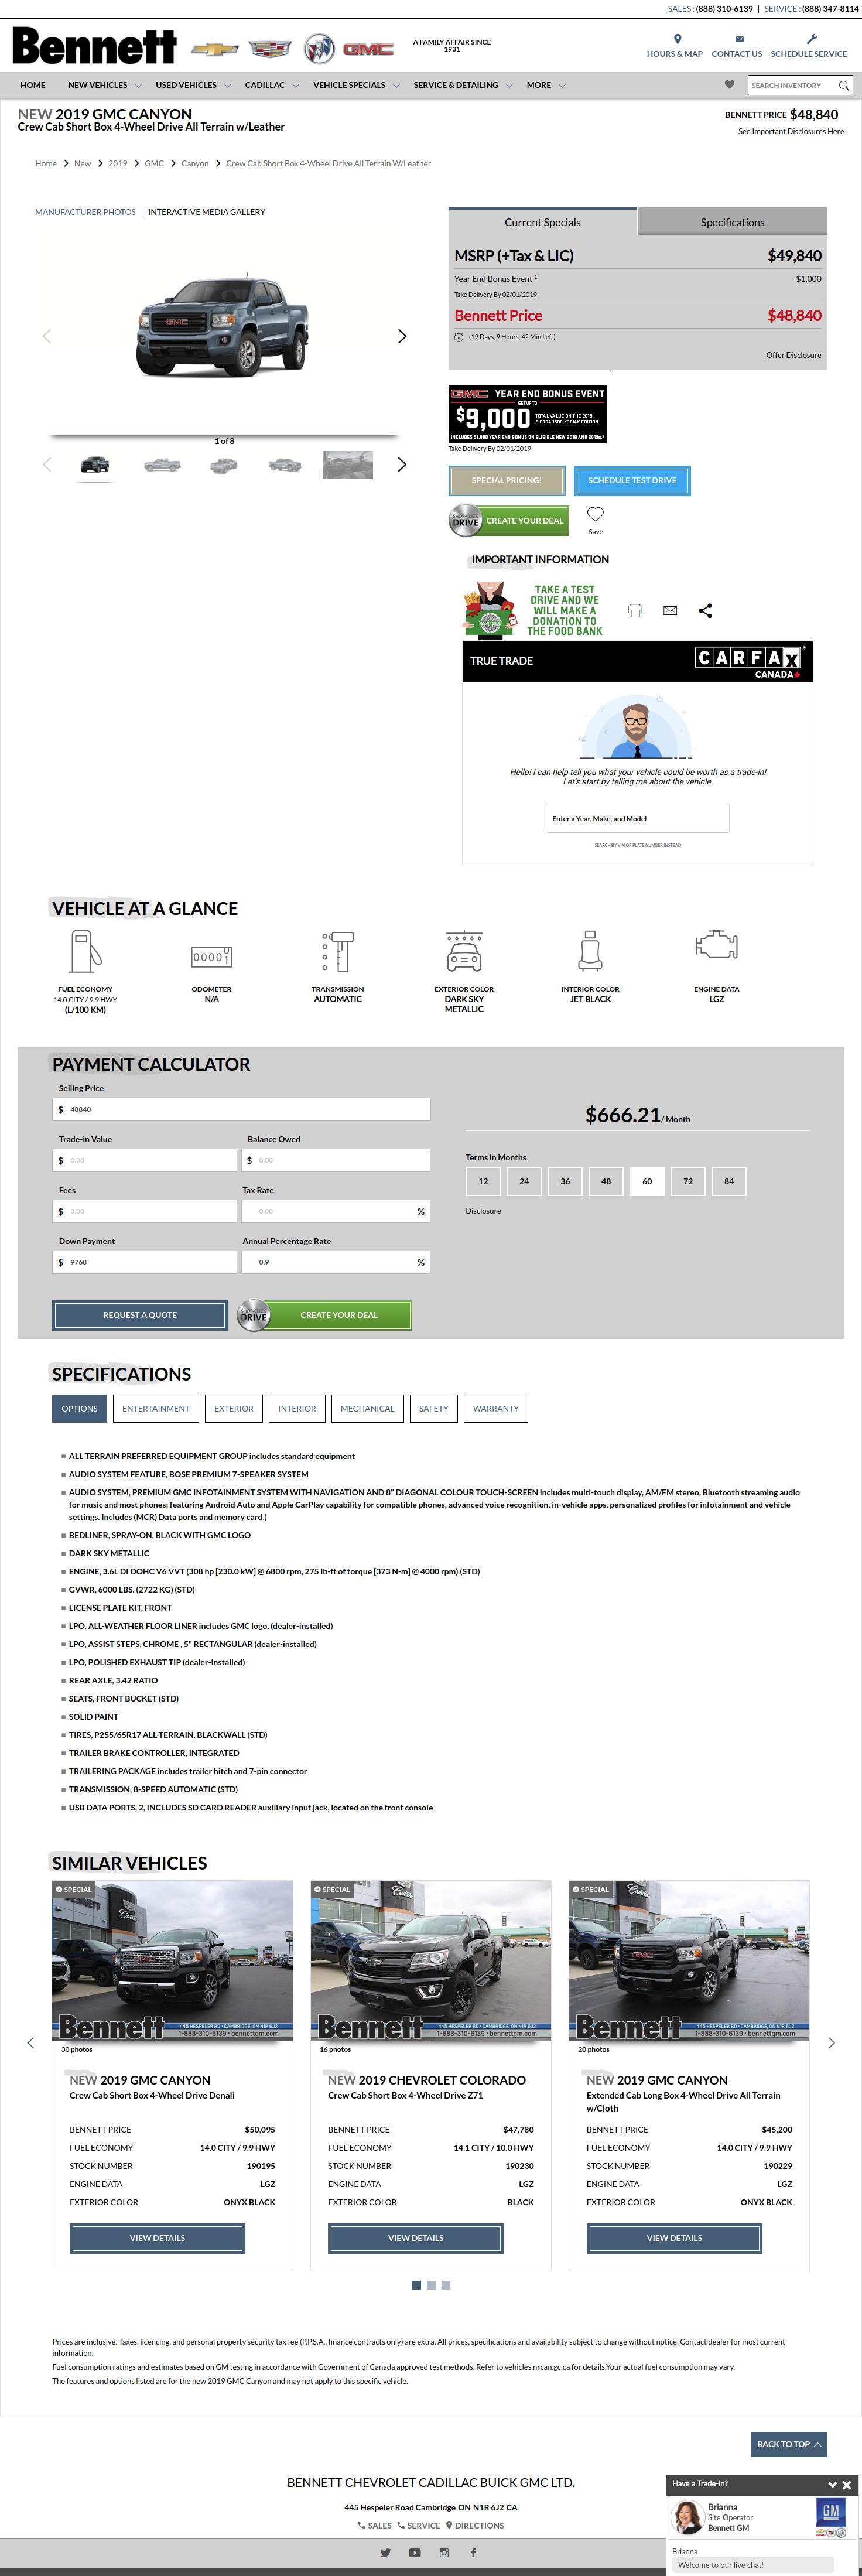 SALES: (888) 310-6139 | SERVICE: (888) 347-8114
Bennett
GMC
A FAMILY AFFAIR SINCE
1931
HOURS & MAP
CONTACT US
SCHEDULE SERVICE
HOME
NEW VEHICLES
USED VEHICLES
CADILLAC
VEHICLE SPECIALS
SERVICE & DETAILING
MORE
SEARCH INVENTORY
NEW 2019 GMC CANYON
Crew Cab Short Box 4-Wheel Drive All Terrain w/Leather
BENNETT PRICE $48,840
See Important Disclosures Here
Home > New > 2019 > GMC > Canyon > Crew Cab Short Box 4-Wheel Drive All Terrain W/Leather
MANUFACTURER PHOTOS | INTERACTIVE MEDIA GALLERY
1 of 8
Current Specials
Specifications
MSRP (+Tax & LIC) $49,840
Year End Bonus Event 1 - $1,000
Take Delivery By 02/01/2019
Bennett Price $48,840
(19 Days, 9 Hours, 42 Min Left)
Offer Disclosure
1
GMC YEAR END BONUS EVENT
GET UP TO
$9,000 TOTAL VALUE ON THE 2018
SIERRA 1500 KODIAK EDITION
INCLUDES $1,000 YEAR END BONUS ON ELIGIBLE NEW 2018 AND 2019s.*
Take Delivery By 02/01/2019
SPECIAL PRICING!
SCHEDULE TEST DRIVE
SHOP·CLICK
DRIVE
CREATE YOUR DEAL
Save
IMPORTANT INFORMATION
TAKE A TEST
DRIVE AND WE
WILL MAKE A
DONATION TO
THE FOOD BANK
TRUE TRADE
CARFAX
CANADA
Hello! I can help tell you what your vehicle could be worth as a trade-in!
Let's start by telling me about the vehicle.
Enter a Year, Make, and Model
SEARCH BY VIN OR PLATE NUMBER INSTEAD
VEHICLE AT A GLANCE
FUEL ECONOMY
14.0 CITY / 9.9 HWY
(L/100 KM)
ODOMETER
N/A
TRANSMISSION
AUTOMATIC
EXTERIOR COLOR
DARK SKY
METALLIC
INTERIOR COLOR
JET BLACK
ENGINE DATA
LGZ
PAYMENT CALCULATOR
Selling Price
$ 48840
Trade-in Value
$ 0.00
Balance Owed
$ 0.00
Fees
$ 0.00
Tax Rate
0.00 %
Down Payment
$ 9768
Annual Percentage Rate
0.9 %
REQUEST A QUOTE
SHOP·CLICK
DRIVE
CREATE YOUR DEAL
$666.21/ Month
Terms in Months
12 24 36 48 60 72 84
Disclosure
SPECIFICATIONS
OPTIONS
ENTERTAINMENT
EXTERIOR
INTERIOR
MECHANICAL
SAFETY
WARRANTY
ALL TERRAIN PREFERRED EQUIPMENT GROUP includes standard equipment
AUDIO SYSTEM FEATURE, BOSE PREMIUM 7-SPEAKER SYSTEM
AUDIO SYSTEM, PREMIUM GMC INFOTAINMENT SYSTEM WITH NAVIGATION AND 8" DIAGONAL COLOUR TOUCH-SCREEN includes multi-touch display, AM/FM stereo, Bluetooth streaming audio
for music and most phones; featuring Android Auto and Apple CarPlay capability for compatible phones, advanced voice recognition, in-vehicle apps, personalized profiles for infotainment and vehicle
settings. Includes (MCR) Data ports and memory card.)
BEDLINER, SPRAY-ON, BLACK WITH GMC LOGO
DARK SKY METALLIC
ENGINE, 3.6L DI DOHC V6 VVT (308 hp [230.0 kW] @ 6800 rpm, 275 lb-ft of torque [373 N-m] @ 4000 rpm) (STD)
GVWR, 6000 LBS. (2722 KG) (STD)
LICENSE PLATE KIT, FRONT
LPO, ALL-WEATHER FLOOR LINER includes GMC logo, (dealer-installed)
LPO, ASSIST STEPS, CHROME , 5" RECTANGULAR (dealer-installed)
LPO, POLISHED EXHAUST TIP (dealer-installed)
REAR AXLE, 3.42 RATIO
SEATS, FRONT BUCKET (STD)
SOLID PAINT
TIRES, P255/65R17 ALL-TERRAIN, BLACKWALL (STD)
TRAILER BRAKE CONTROLLER, INTEGRATED
TRAILERING PACKAGE includes trailer hitch and 7-pin connector
TRANSMISSION, 8-SPEED AUTOMATIC (STD)
USB DATA PORTS, 2, INCLUDES SD CARD READER auxiliary input jack, located on the front console
SIMILAR VEHICLES
SPECIAL
Bennett
445 HESPELER RD - CAMBRIDGE, ON N1R 6J2
1-888-310-6139 • bennettgm.com
30 photos
NEW 2019 GMC CANYON
Crew Cab Short Box 4-Wheel Drive Denali
BENNETT PRICE $50,095
FUEL ECONOMY 14.0 CITY / 9.9 HWY
STOCK NUMBER 190195
ENGINE DATA LGZ
EXTERIOR COLOR ONYX BLACK
VIEW DETAILS
SPECIAL
Bennett
445 HESPELER RD - CAMBRIDGE, ON N1R 6J2
1-888-310-6139 • bennettgm.com
16 photos
NEW 2019 CHEVROLET COLORADO
Crew Cab Short Box 4-Wheel Drive Z71
BENNETT PRICE $47,780
FUEL ECONOMY 14.1 CITY / 10.0 HWY
STOCK NUMBER 190230
ENGINE DATA LGZ
EXTERIOR COLOR BLACK
VIEW DETAILS
SPECIAL
Bennett
445 HESPELER RD - CAMBRIDGE, ON N1R 6J2
1-888-310-6139 • bennettgm.com
20 photos
NEW 2019 GMC CANYON
Extended Cab Long Box 4-Wheel Drive All Terrain
w/Cloth
BENNETT PRICE $45,200
FUEL ECONOMY 14.0 CITY / 9.9 HWY
STOCK NUMBER 190229
ENGINE DATA LGZ
EXTERIOR COLOR ONYX BLACK
VIEW DETAILS
Prices are inclusive. Taxes, licencing, and personal property security tax fee (P.P.S.A., finance contracts only) are extra. All prices, specifications and availability subject to change without notice. Contact dealer for most current
information.
Fuel consumption ratings and estimates based on GM testing in accordance with Government of Canada approved test methods. Refer to vehicles.nrcan.gc.ca for details.Your actual fuel consumption may vary.
The features and options listed are for the new 2019 GMC Canyon and may not apply to this specific vehicle.
BACK TO TOP
BENNETT CHEVROLET CADILLAC BUICK GMC LTD.
445 Hespeler Road Cambridge ON N1R 6J2 CA
SALES SERVICE DIRECTIONS
Have a Trade-in?
Brianna
Site Operator
Bennett GM
GM
Brianna
Welcome to our live chat!